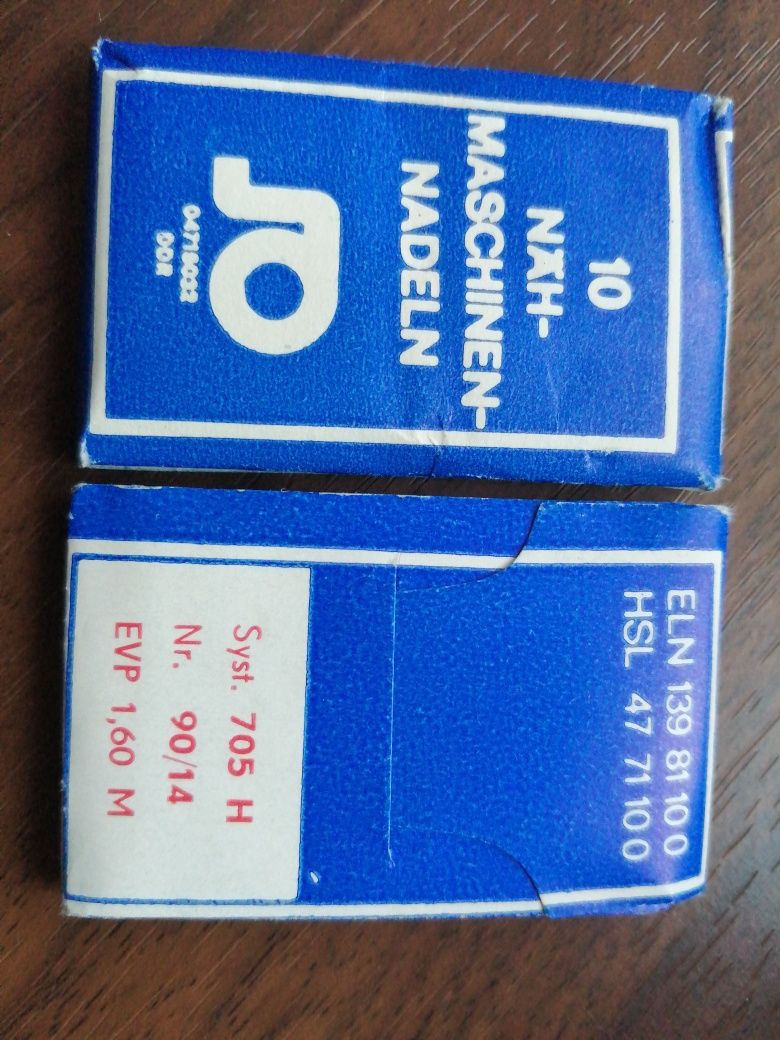 10
NÄH-
MASCHINEN-
NADELN
04718032
DDR
ELN 139 81 10 0
HSL 47 71 10 0
Syst. 705 H
Nr. 90/14
EVP 1,60 M